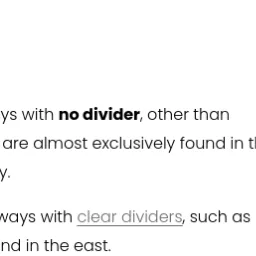 ys with no divider, other than
are almost exclusively found in t
y.
ways with clear dividers, such as
nd in the east.